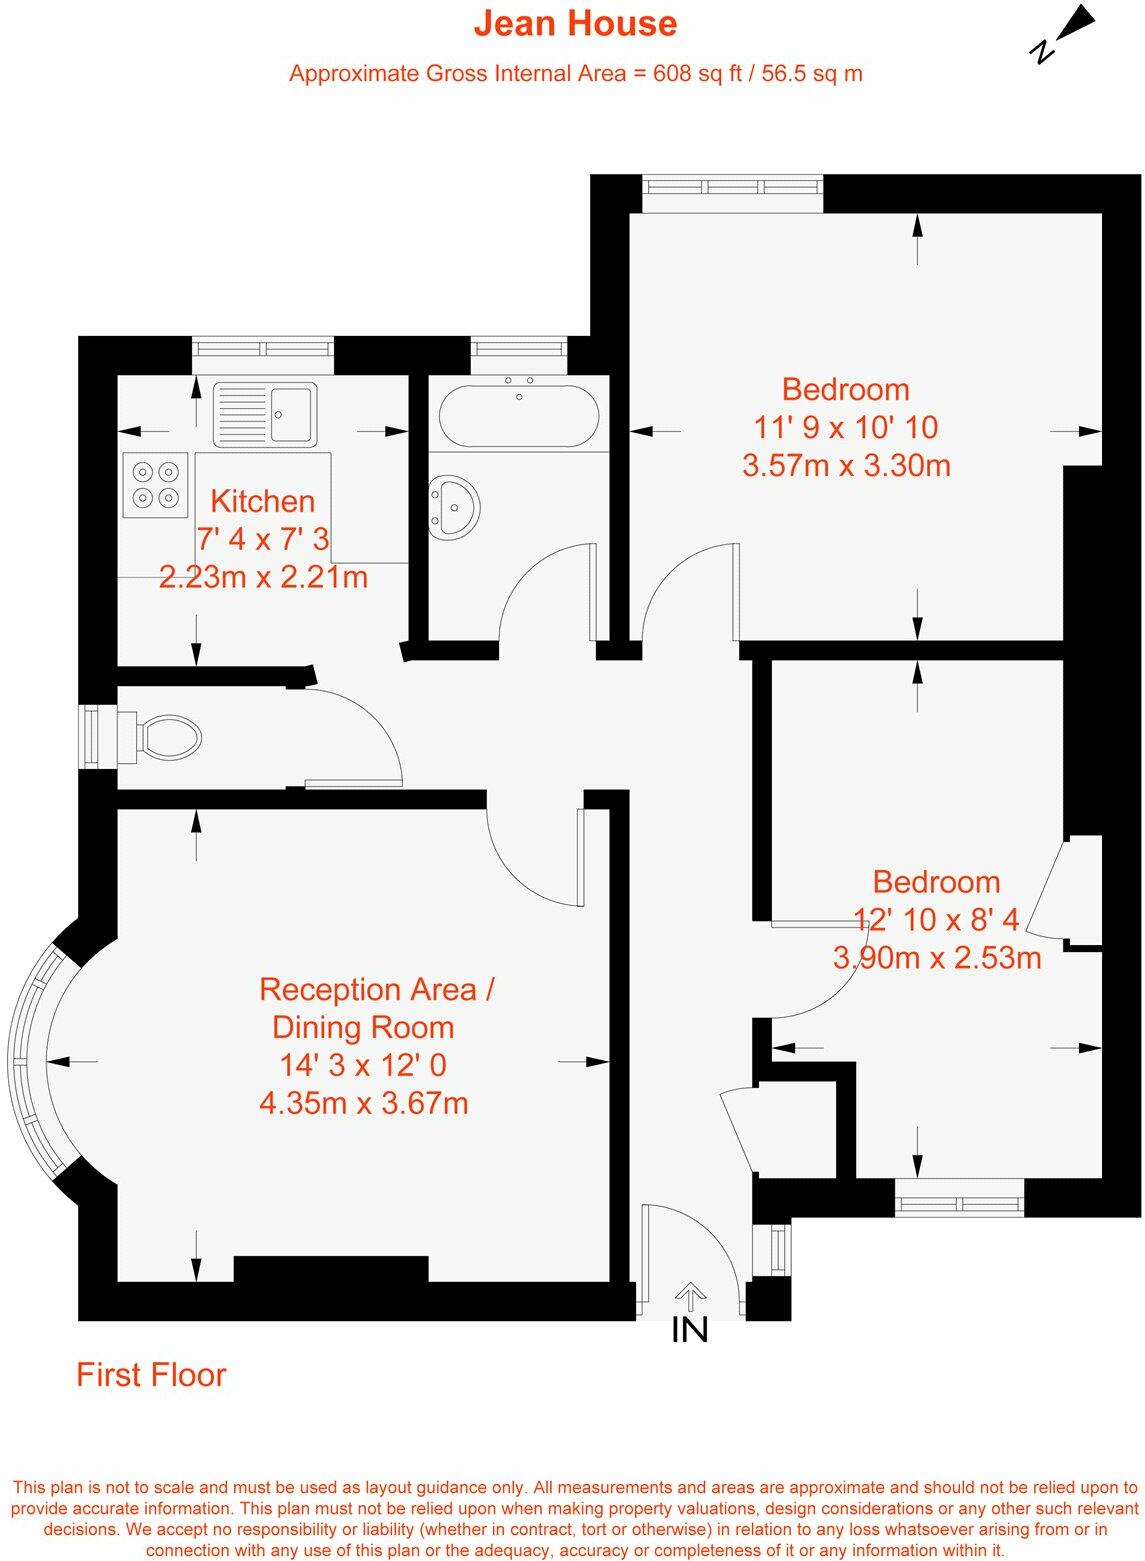 Jean House
Approximate Gross Internal Area = 608 sq ft / 56.5 sq m
N
Bedroom
11' 9 x 10' 10
3.57m x 3.30m
Kitchen
7' 4 x 7' 3
2.23m x 2.21m
Bedroom
12' 10 x 8' 4
3.90m x 2.53m
Reception Area /
Dining Room
14' 3 x 12' 0
4.35m x 3.67m
IN
First Floor
This plan is not to scale and must be used as layout guidance only. All measurements and areas are approximate and should not be relied upon to
provide accurate information. This plan must not be relied upon when making property valuations, design considerations or any other such relevant
decisions. We accept no responsibility or liability (whether in contract, tort or otherwise) in relation to any loss whatsoever arising from or in
connection with any use of this plan or the adequacy, accuracy or completeness of it or any information within it.